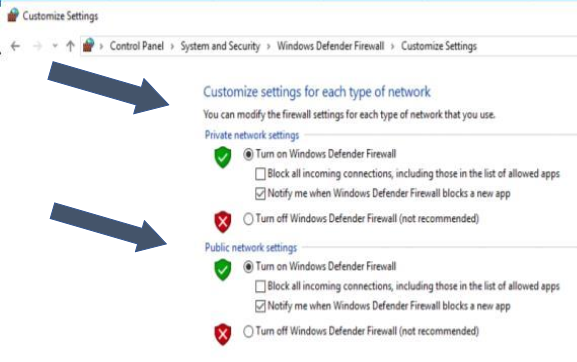 Customize Settings
Control Panel > System and Security > Windows Defender Firewall > Customize Settings
Customize settings for each type of network
You can modify the firewall settings for each type of network that you use.
Private network settings
Turn on Windows Defender Firewall
Block all incoming connections, including those in the list of allowed apps
Notify me when Windows Defender Firewall blocks a new app
Turn off Windows Defender Firewall (not recommended)
Public network settings
Turn on Windows Defender Firewall
Block all incoming connections, including those in the list of allowed apps
Notify me when Windows Defender Firewall blocks a new app
Turn off Windows Defender Firewall (not recommended)